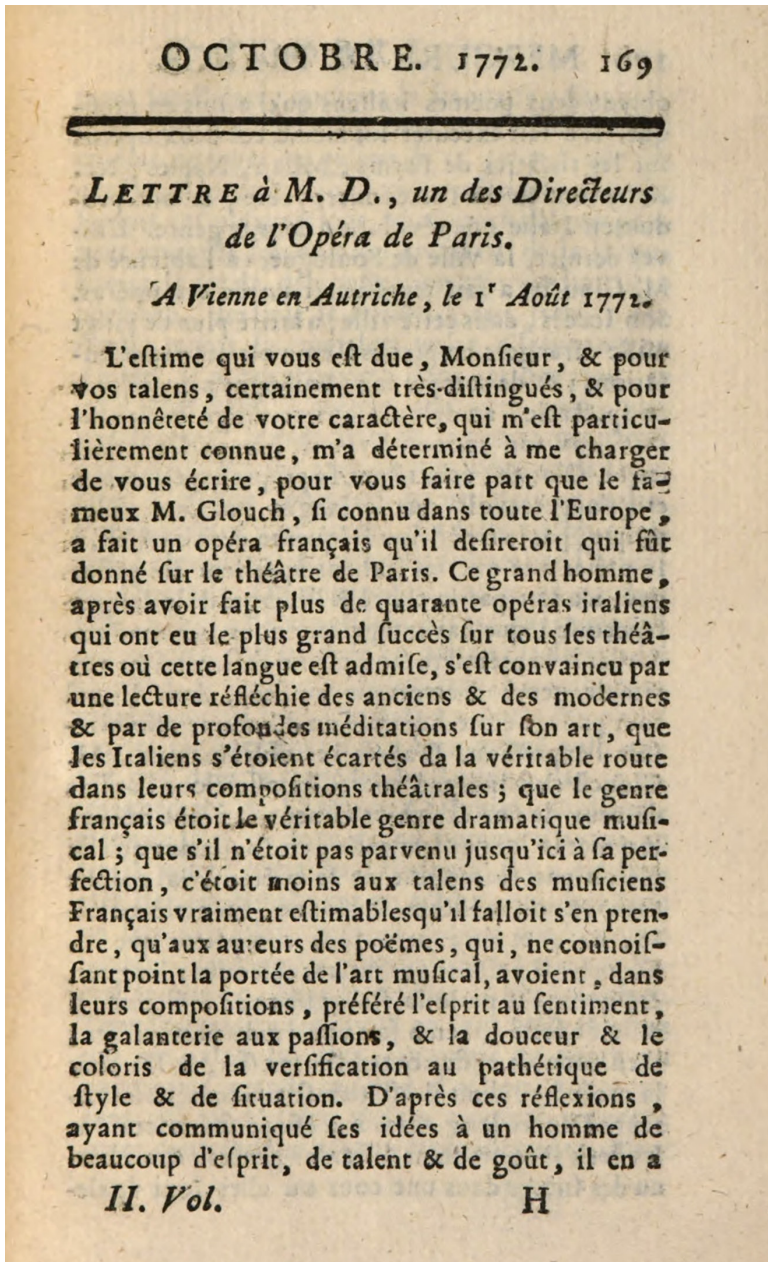 OCTOBRE. 1772. 169
LETTRE à M. D., un des Directeurs
de l'Opéra de Paris.
A Vienne en Autriche, le 1r Août 1772.
L'eſtime qui vous eſt due, Monſieur, & pour
vos talens, certainement très-diſtingués, & pour
l'honnêteté de votre caractère, qui m'eſt particu-
lièrement connue, m'a déterminé à me charger
de vous écrire, pour vous faire part que le fa-
meux M. Glouch, ſi connu dans toute l'Europe,
a fait un opéra français qu'il deſireroit qui fût
donné ſur le théâtre de Paris. Ce grand homme,
après avoir fait plus de quarante opéras italiens
qui ont eu le plus grand ſuccès ſur tous les théâ-
tres où cette langue eſt admiſe, s'eſt convaincu par
une lecture réfléchie des anciens & des modernes
& par de profondes méditations ſur ſon art, que
les Italiens s'étoient écartés da la véritable route
dans leurs compoſitions théâtrales ; que le genre
français étoit le véritable genre dramatique muſi-
cal ; que s'il n'étoit pas parvenu juſqu'ici à ſa per-
fection, c'étoit moins aux talens des muſiciens
Français vraiment eſtimables qu'il falloit s'en pren-
dre, qu'aux auteurs des poëmes, qui, ne connoiſ-
ſant point la portée de l'art muſical, avoient, dans
leurs compoſitions, préféré l'eſprit au ſentiment,
la galanterie aux paſſions, & la douceur & le
coloris de la verſification au pathétique de
ſtyle & de ſituation. D'après ces réflexions,
ayant communiqué ſes idées à un homme de
beaucoup d'eſprit, de talent & de goût, il en a
II. Vol. H